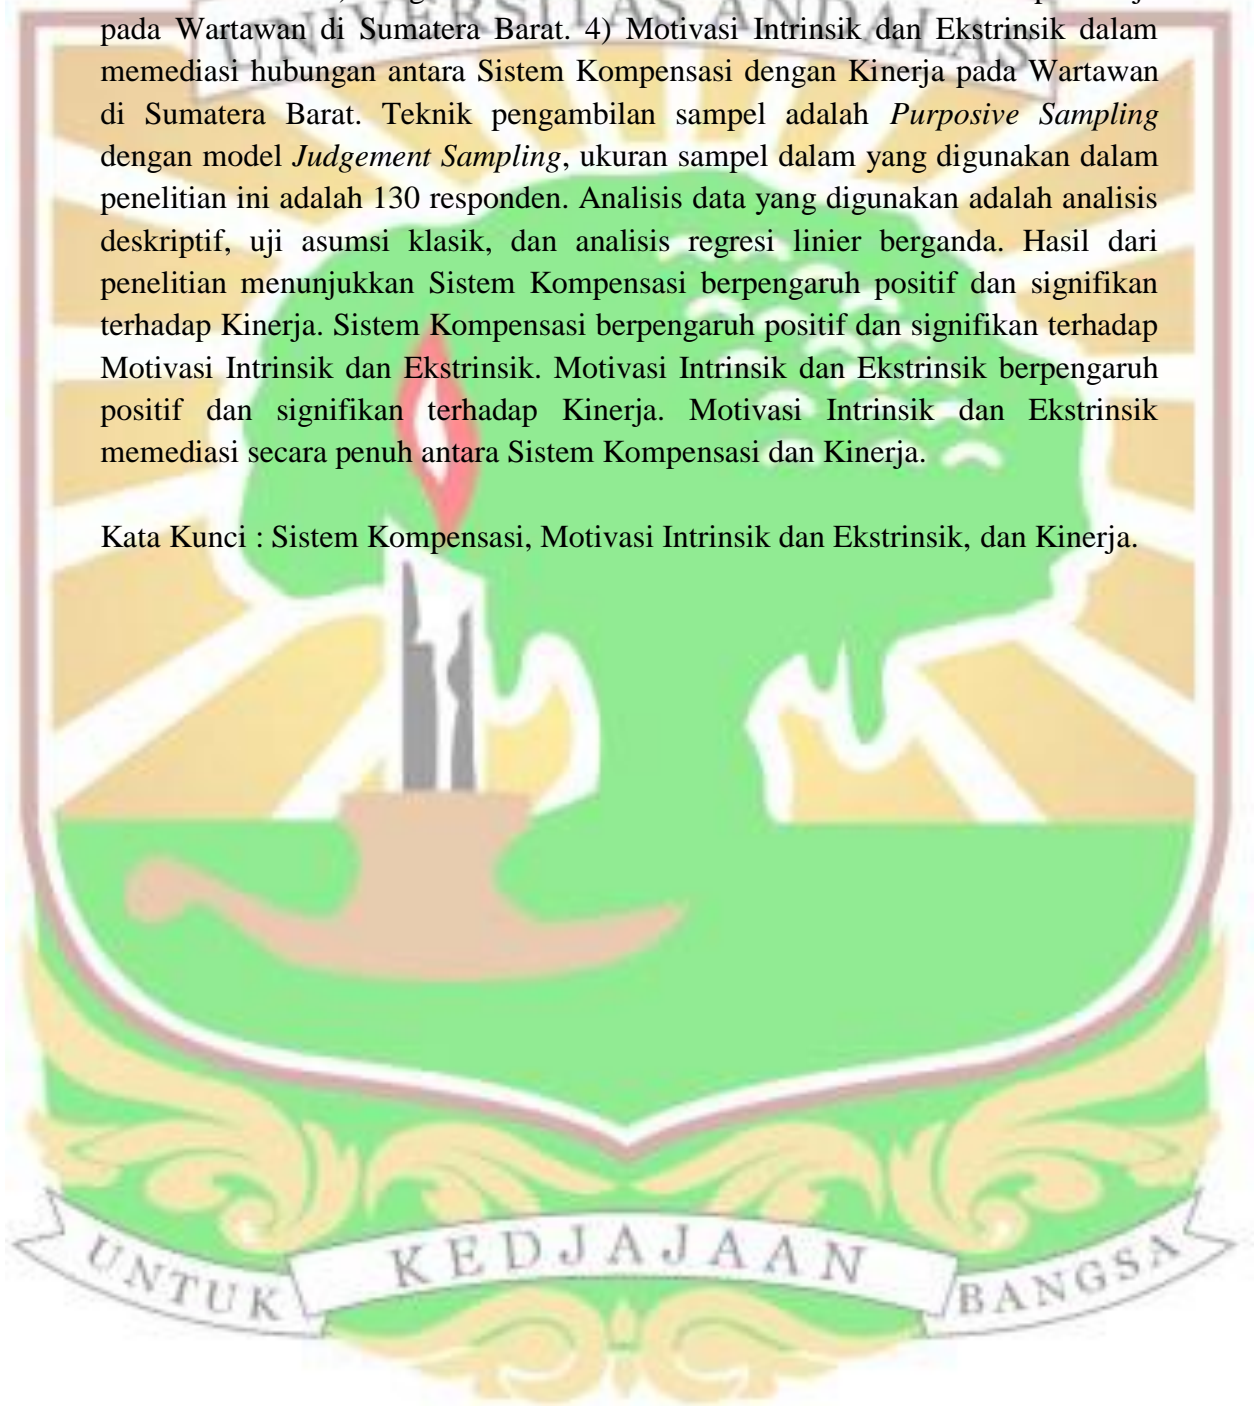 UNIVERSITAS ANDALAS
pada Wartawan di Sumatera Barat. 4) Motivasi Intrinsik dan Ekstrinsik dalam
memediasi hubungan antara Sistem Kompensasi dengan Kinerja pada Wartawan
di Sumatera Barat. Teknik pengambilan sampel adalah Purposive Sampling
dengan model Judgement Sampling, ukuran sampel dalam yang digunakan dalam
penelitian ini adalah 130 responden. Analisis data yang digunakan adalah analisis
deskriptif, uji asumsi klasik, dan analisis regresi linier berganda. Hasil dari
penelitian menunjukkan Sistem Kompensasi berpengaruh positif dan signifikan
terhadap Kinerja. Sistem Kompensasi berpengaruh positif dan signifikan terhadap
Motivasi Intrinsik dan Ekstrinsik. Motivasi Intrinsik dan Ekstrinsik berpengaruh
positif dan signifikan terhadap Kinerja. Motivasi Intrinsik dan Ekstrinsik
memediasi secara penuh antara Sistem Kompensasi dan Kinerja.
Kata Kunci : Sistem Kompensasi, Motivasi Intrinsik dan Ekstrinsik, dan Kinerja.
UNTUK KEDJAJAAN BANGSA